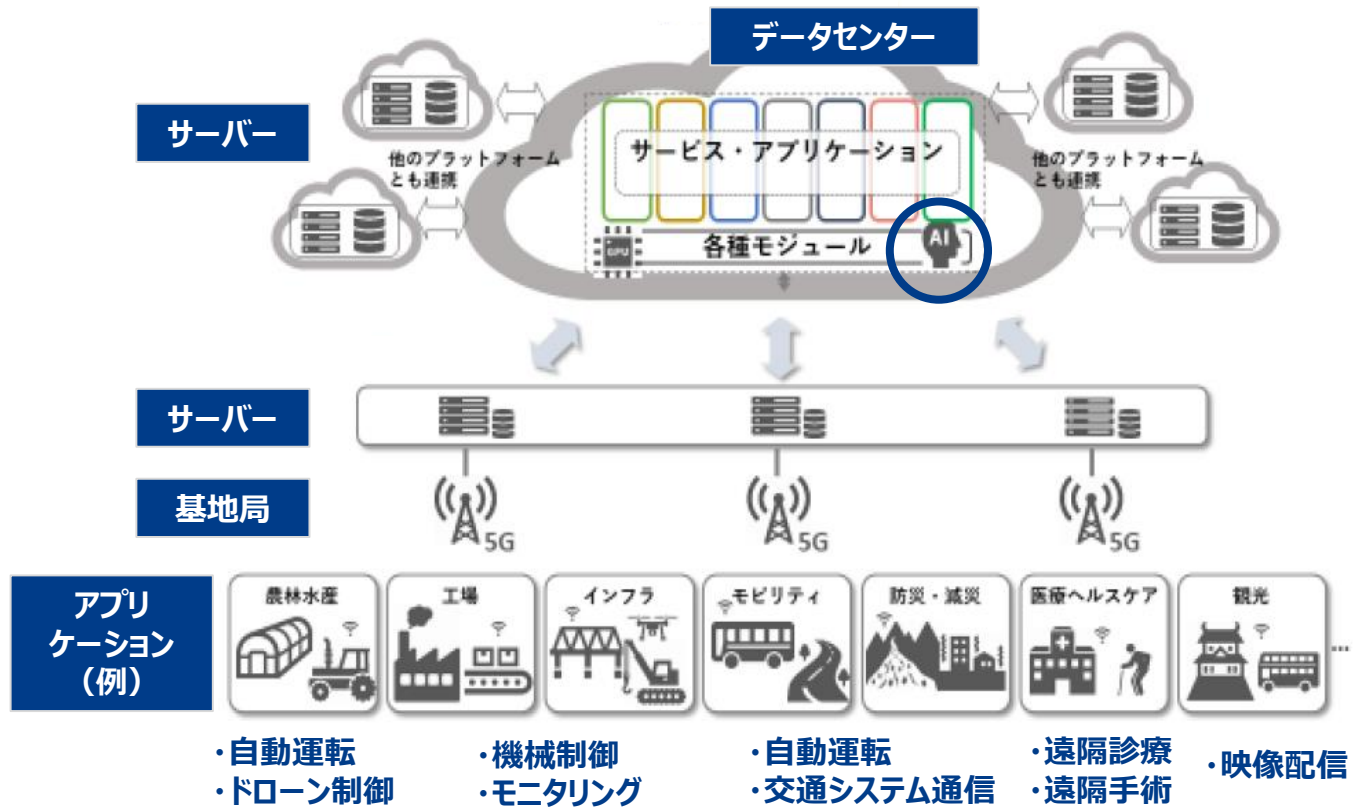 データセンター
サーバー
他のプラットフォーム
とも連携
サービス・アプリケーション
他のプラットフォーム
とも連携
GPU
各種モジュール
AI
サーバー
基地局
5G
5G
5G
アプリ
ケーション
（例）
農林水産
工場
インフラ
モビリティ
防災・減災
医療ヘルスケア
観光
…
・自動運転
・ドローン制御
・機械制御
・モニタリング
・自動運転
・交通システム通信
・遠隔診療
・遠隔手術
・映像配信